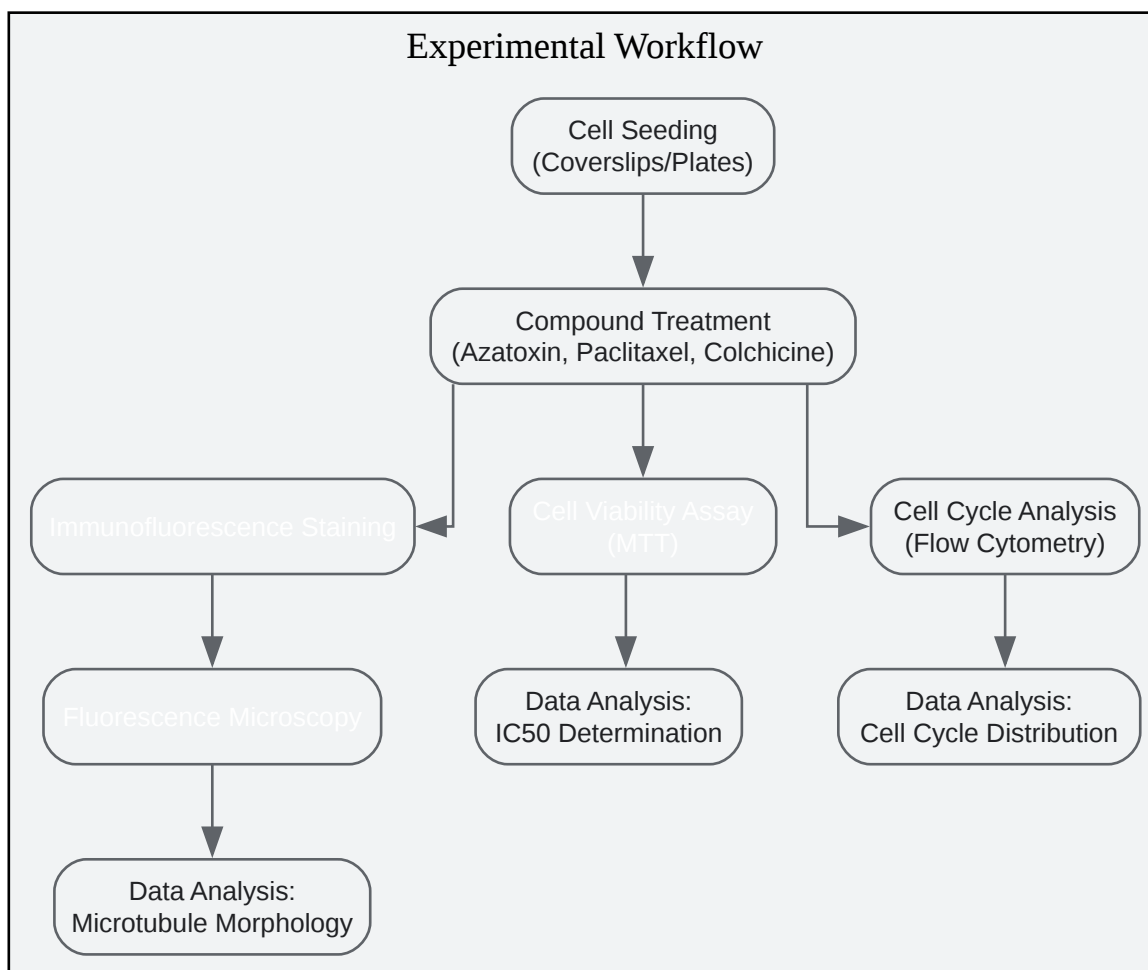 Experimental Workflow
Cell Seeding
(Coverslips/Plates)
Compound Treatment
(Azatoxin, Paclitaxel, Colchicine)
Immunofluorescence Staining
Cell Viability Assay
(MTT)
Cell Cycle Analysis
(Flow Cytometry)
Fluorescence Microscopy
Data Analysis:
IC50 Determination
Data Analysis:
Cell Cycle Distribution
Data Analysis:
Microtubule Morphology